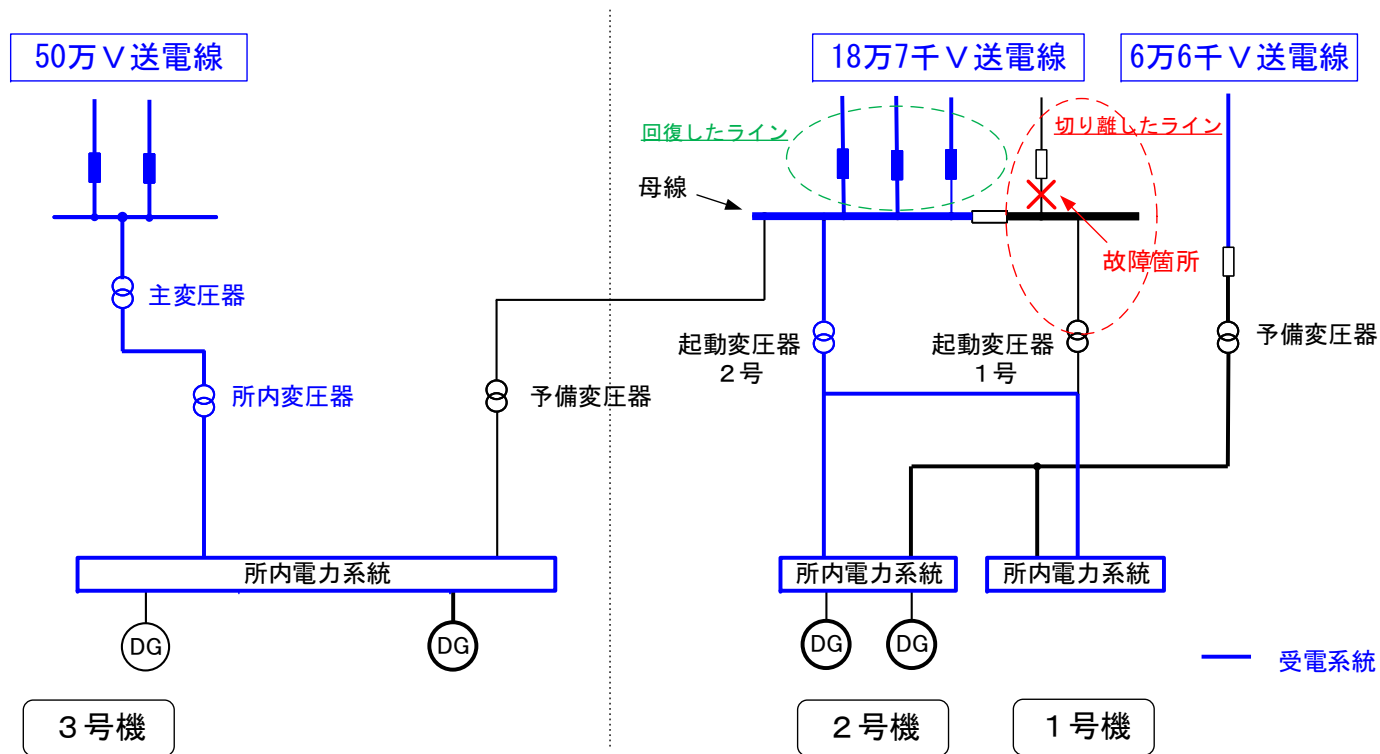 50万V送電線
18万7千V送電線
6万6千V送電線
回復したライン
切り離したライン
母線
故障箇所
主変圧器
起動変圧器
2号
起動変圧器
1号
予備変圧器
所内変圧器
予備変圧器
所内電力系統
所内電力系統
所内電力系統
DG
DG
DG
DG
受電系統
3号機
2号機
1号機